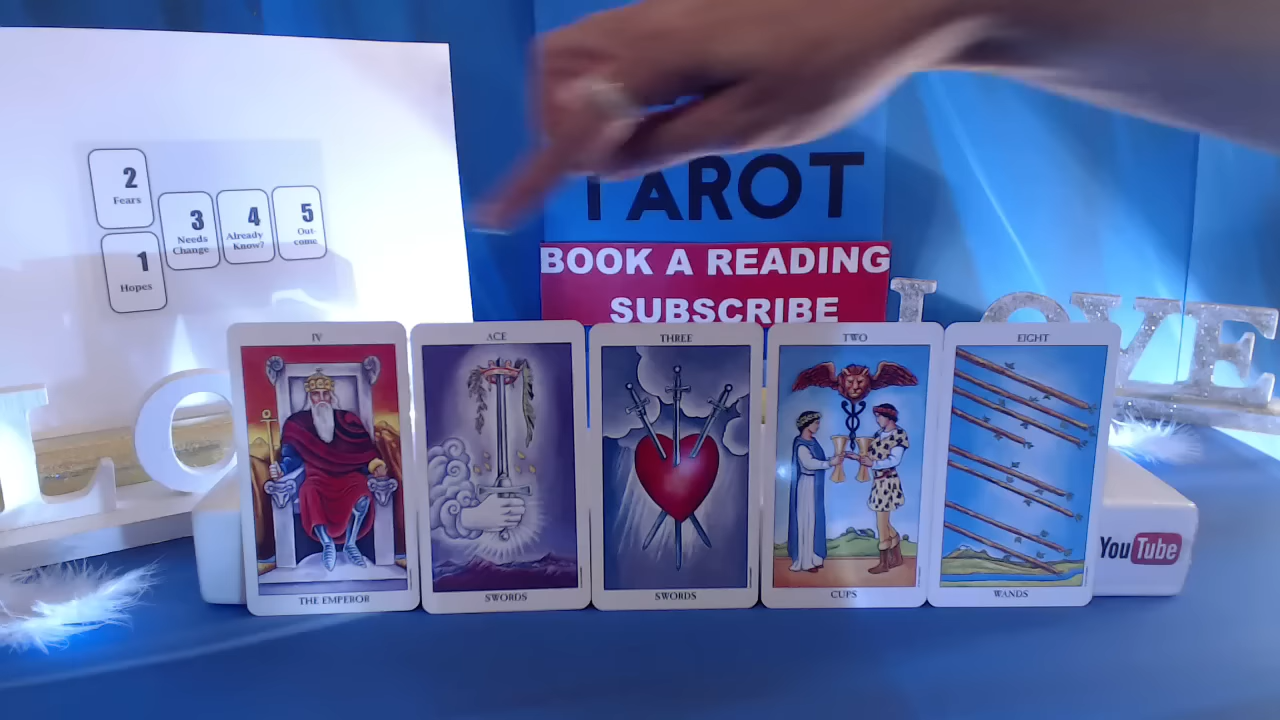 2
Fears
1
Hopes
3
Needs
Change
4
Already
Know?
5
Out-
come
TAROT
BOOK A READING
SUBSCRIBE
LOVE
LO
IV
THE EMPEROR
ACE
SWORDS
THREE
SWORDS
TWO
CUPS
EIGHT
WANDS
YouTube